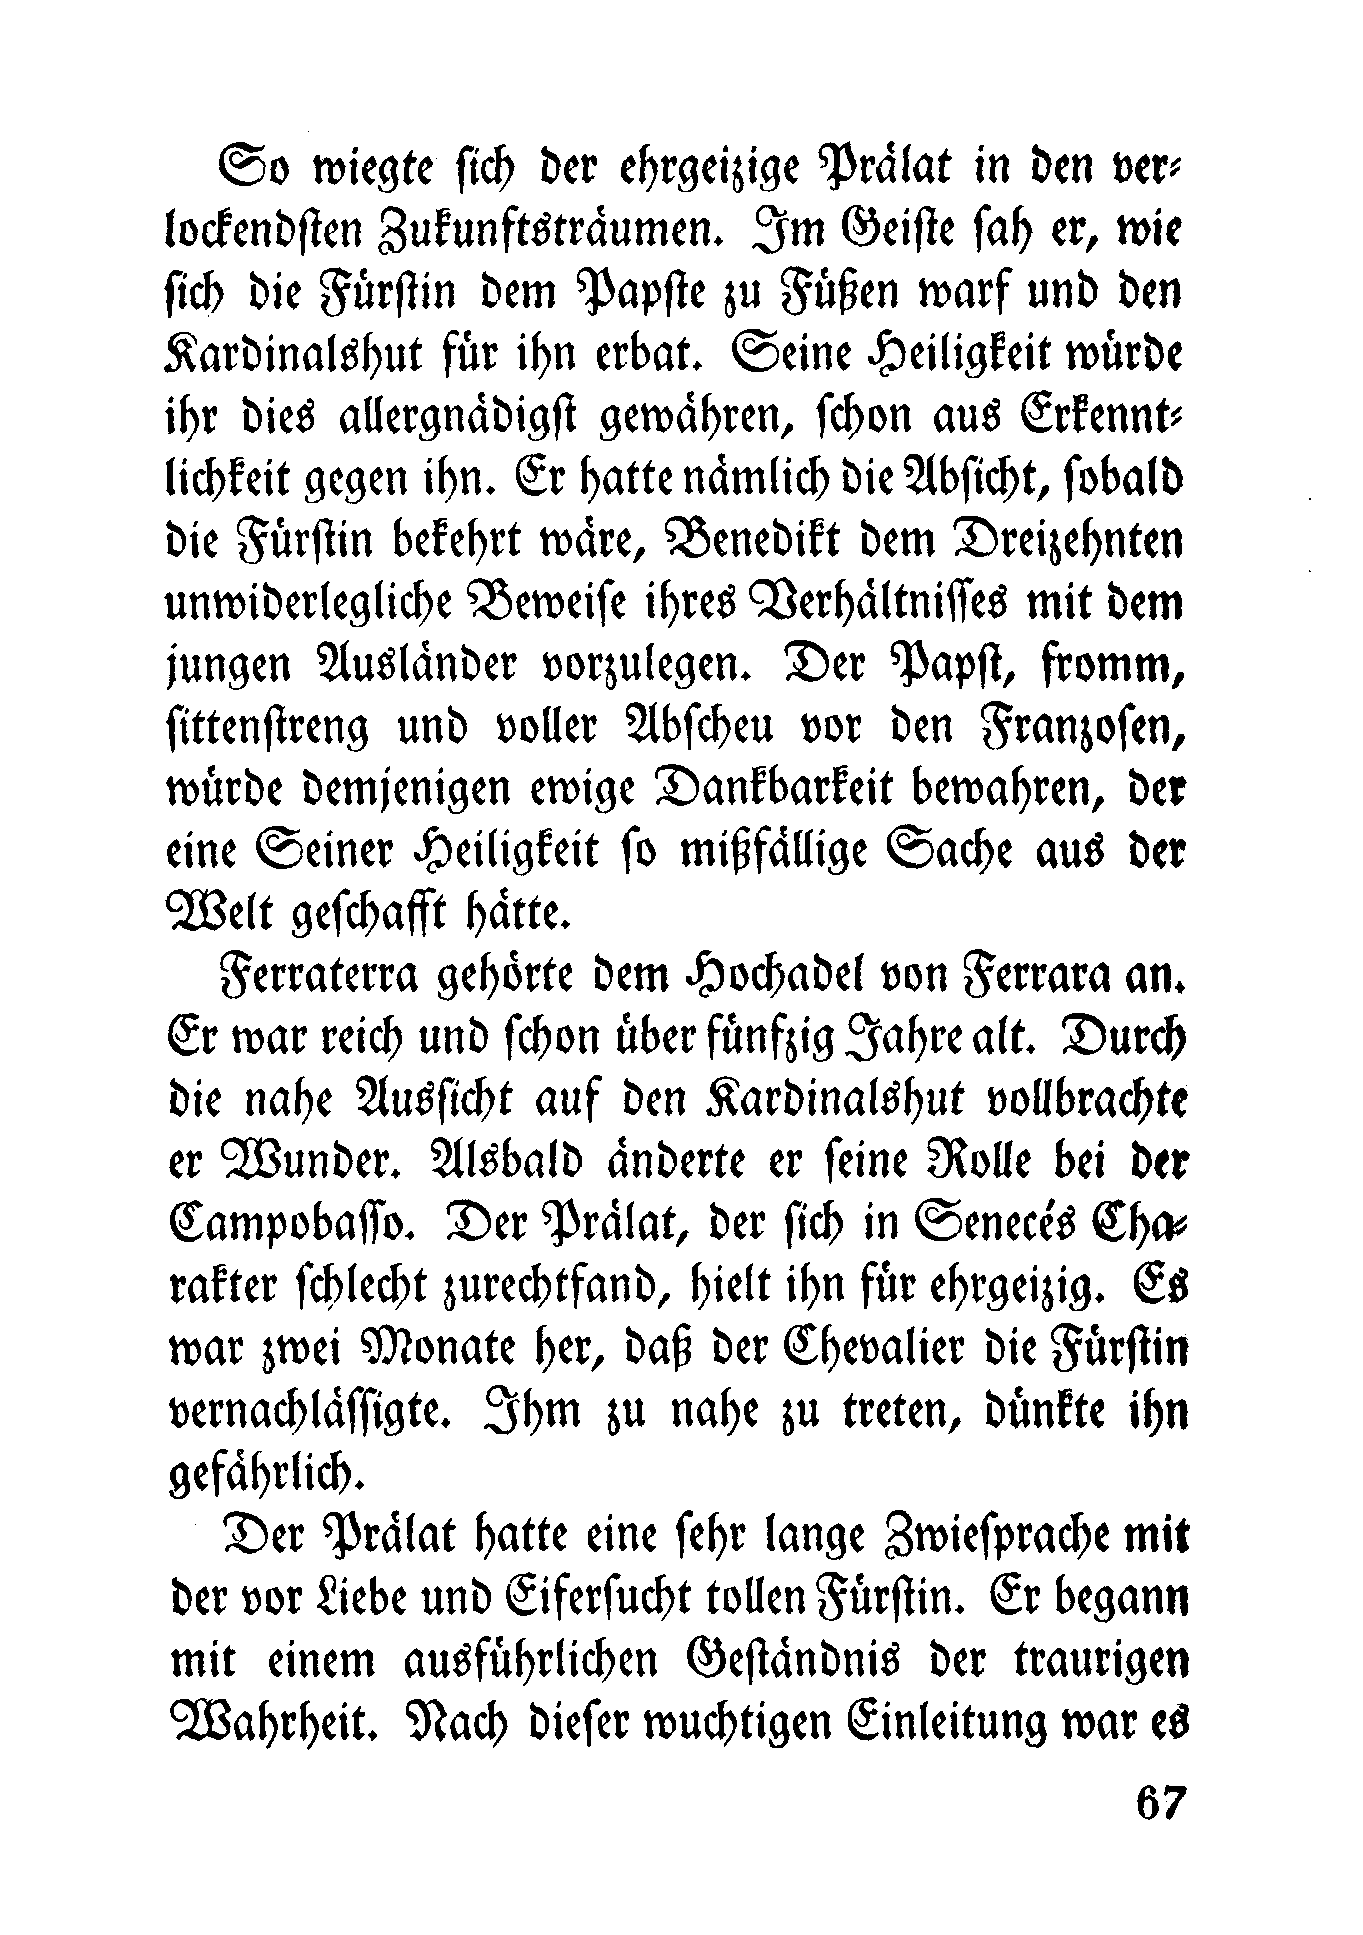 So wiegte ſich der ehrgeizige Prälat in den ver⸗
lockendſten Zukunftsträumen. Im Geiſte ſah er, wie
ſich die Fürſtin dem Papſte zu Füßen warf und den
Kardinalshut für ihn erbat. Seine Heiligkeit würde
ihr dies allergnädigſt gewähren, ſchon aus Erkennt⸗
lichkeit gegen ihn. Er hatte nämlich die Abſicht, ſobald
die Fürſtin bekehrt wäre, Benedikt dem Dreizehnten
unwiderlegliche Beweiſe ihres Verhältniſſes mit dem
jungen Ausländer vorzulegen. Der Papſt, fromm,
ſittenſtreng und voller Abſcheu vor den Franzoſen,
würde demjenigen ewige Dankbarkeit bewahren, der
eine Seiner Heiligkeit ſo mißfällige Sache aus der
Welt geſchafft hätte.
Ferraterra gehörte dem Hochadel von Ferrara an.
Er war reich und ſchon über fünfzig Jahre alt. Durch
die nahe Ausſicht auf den Kardinalshut vollbrachte
er Wunder. Alsbald änderte er ſeine Rolle bei der
Campobaſſo. Der Prälat, der ſich in Senecés Cha⸗
rakter ſchlecht zurechtfand, hielt ihn für ehrgeizig. Es
war zwei Monate her, daß der Chevalier die Fürſtin
vernachläſſigte. Ihm zu nahe zu treten, dünkte ihn
gefährlich.
Der Prälat hatte eine ſehr lange Zwieſprache mit
der vor Liebe und Eiferſucht tollen Fürſtin. Er begann
mit einem ausführlichen Geſtändnis der traurigen
Wahrheit. Nach dieſer wuchtigen Einleitung war es
67